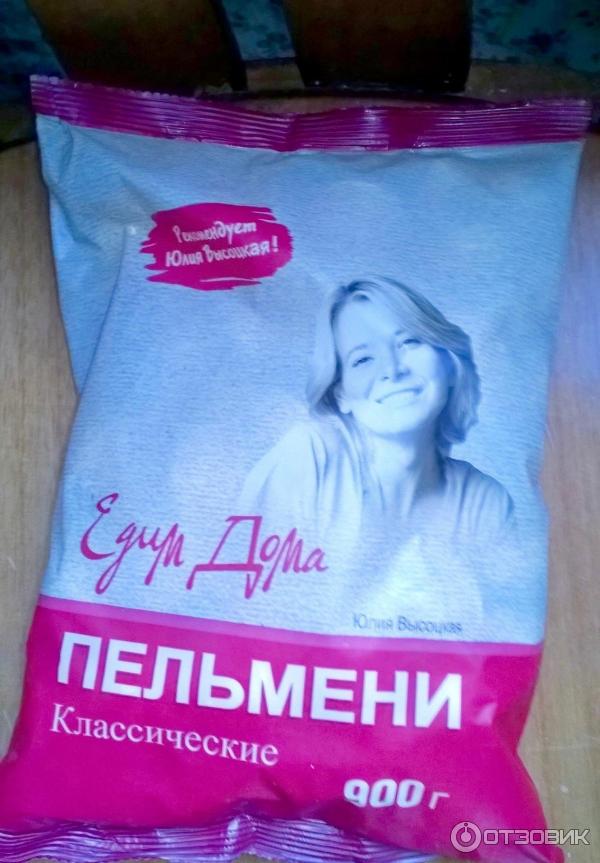 Рекомендует
Юлия Высоцкая!
Едим Дома
Юлия Высоцкая
ПЕЛЬМЕНИ
Классические
900 г
ОТЗОВИК